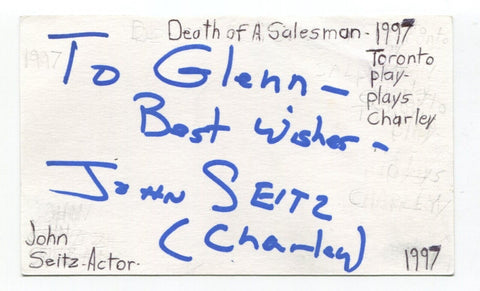 Death of A Salesman - 1997
Toronto
play-
plays
Charley
To Glenn -
Best Wishes -
John SEITZ
(Charley)
John
Seitz-Actor-
1997
1997